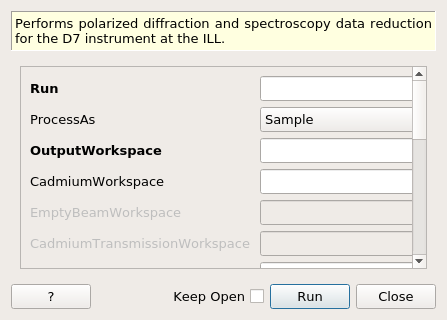 Performs polarized diffraction and spectroscopy data reduction
for the D7 instrument at the ILL.
Run
ProcessAs Sample
OutputWorkspace
CadmiumWorkspace
EmptyBeamWorkspace
CadmiumTransmissionWorkspace
? Keep Open Run Close